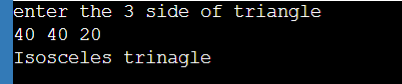 enter the 3 side of triangle
40 40 20
Isosceles trinagle